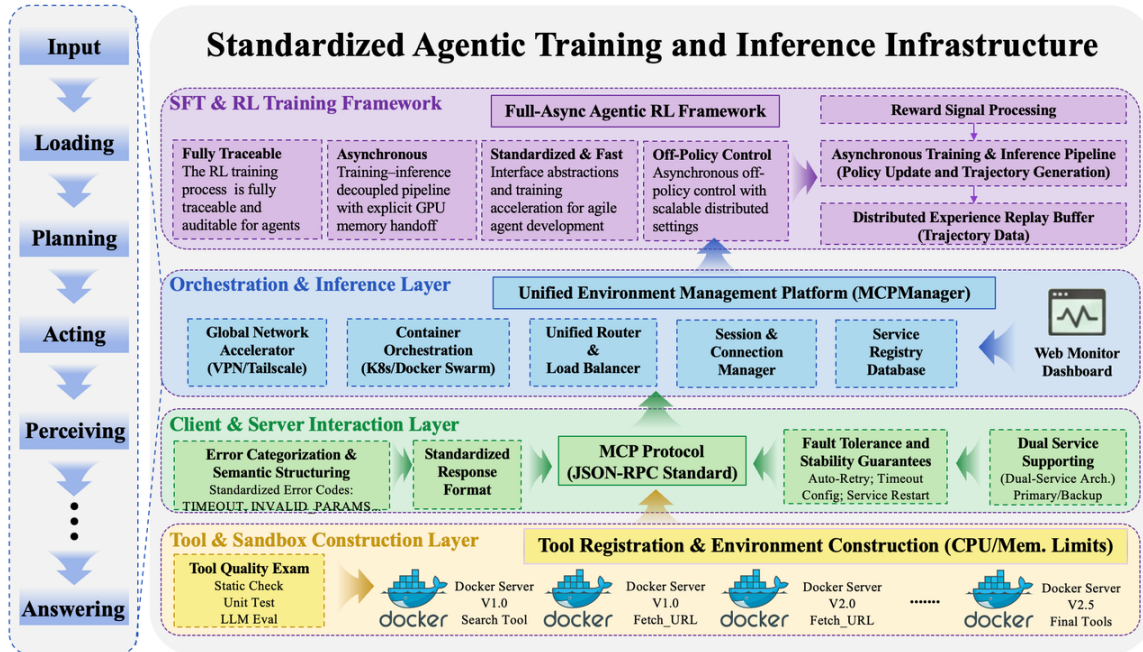 Input
Loading
Planning
Acting
Perceiving
Answering
Standardized Agentic Training and Inference Infrastructure
SFT & RL Training Framework
Full-Async Agentic RL Framework
Fully Traceable
The RL training
process is fully
traceable and
auditable for agents
Asynchronous
Training–inference
decoupled pipeline
with explicit GPU
memory handoff
Standardized & Fast
Interface abstractions
and training
acceleration for agile
agent development
Off-Policy Control
Asynchronous off-
policy control with
scalable distributed
settings
Reward Signal Processing
Asynchronous Training & Inference Pipeline
(Policy Update and Trajectory Generation)
Distributed Experience Replay Buffer
(Trajectory Data)
Orchestration & Inference Layer
Unified Environment Management Platform (MCPManager)
Global Network
Accelerator
(VPN/Tailscale)
Container
Orchestration
(K8s/Docker Swarm)
Unified Router
&
Load Balancer
Session &
Connection
Manager
Service
Registry
Database
Web Monitor
Dashboard
Client & Server Interaction Layer
Error Categorization &
Semantic Structuring
Standardized Error Codes:
TIMEOUT, INVALID_PARAMS...
Standardized
Response
Format
MCP Protocol
(JSON-RPC Standard)
Fault Tolerance and
Stability Guarantees
Auto-Retry; Timeout
Config; Service Restart
Dual Service
Supporting
(Dual-Service Arch.)
Primary/Backup
Tool & Sandbox Construction Layer
Tool Registration & Environment Construction (CPU/Mem. Limits)
Tool Quality Exam
Static Check
Unit Test
LLM Eval
docker
Docker Server
V1.0
Search Tool
docker
Docker Server
V1.0
Fetch_URL
docker
Docker Server
V2.0
Fetch_URL
.......
docker
Docker Server
V2.5
Final Tools